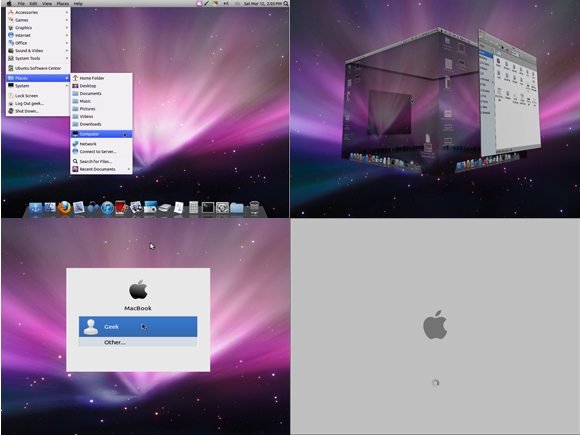 File Edit View Places Help
Sat Mar 12, 2:05 PM
Accessories
Games
Graphics
Internet
Office
Sound & Video
System Tools
Ubuntu Software Center
Places
System
Lock Screen
Log Out geek...
Shut Down...
Home Folder
Desktop
Documents
Music
Pictures
Videos
Downloads
Computer
Network
Connect to Server...
Search for Files...
Recent Documents
MacBook
Geek
Other...